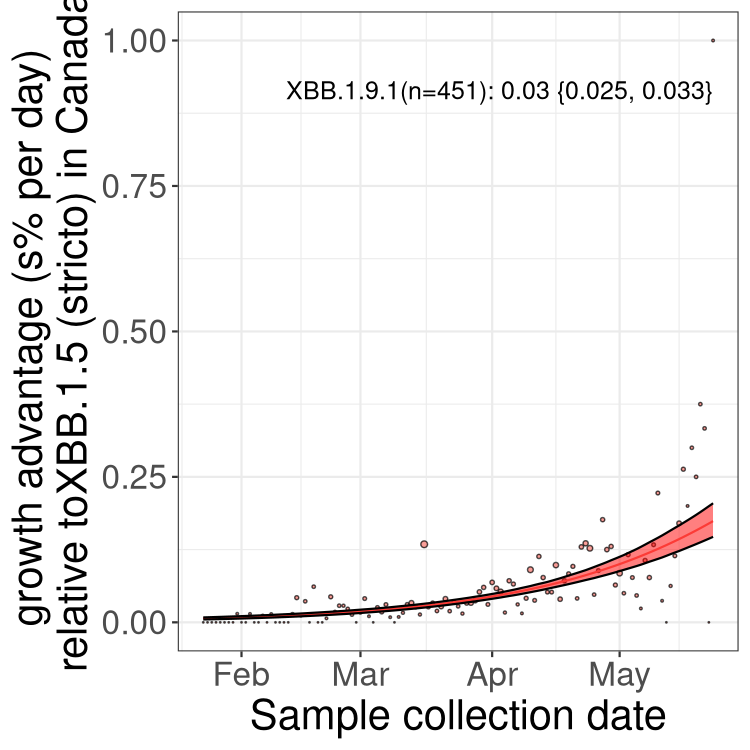 growth advantage (s% per day)
relative toXBB.1.5 (stricto) in Canada
1.00
0.75
0.50
0.25
0.00
XBB.1.9.1(n=451): 0.03 {0.025, 0.033}
Feb Mar Apr May
Sample collection date